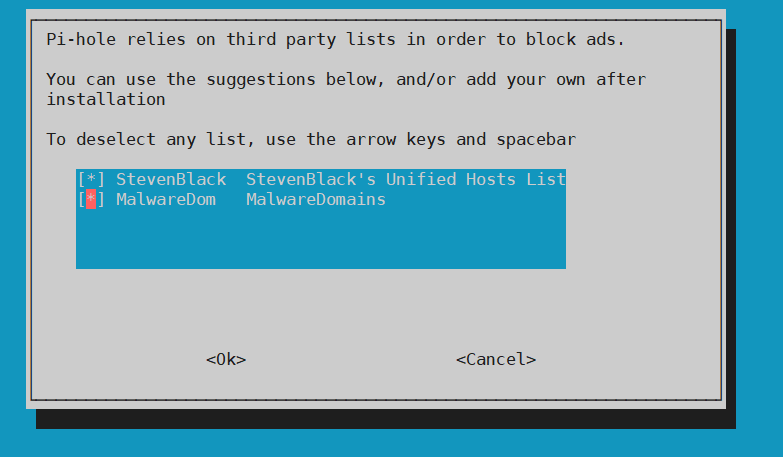 Pi-hole relies on third party lists in order to block ads.
You can use the suggestions below, and/or add your own after
installation
To deselect any list, use the arrow keys and spacebar
[*] StevenBlack  StevenBlack's Unified Hosts List
[*] MalwareDom   MalwareDomains
<Ok>                     <Cancel>